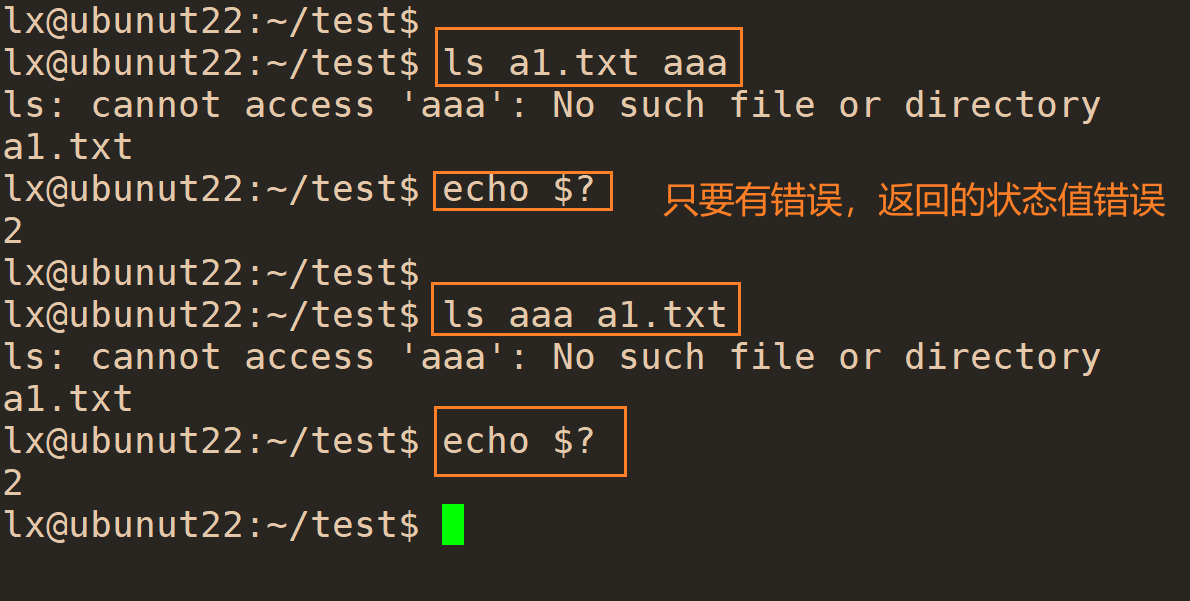 lx@ubunut22:~/test$
lx@ubunut22:~/test$ ls a1.txt aaa
ls: cannot access 'aaa': No such file or directory
a1.txt
lx@ubunut22:~/test$ echo $? 只要有错误，返回的状态值错误
2
lx@ubunut22:~/test$
lx@ubunut22:~/test$ ls aaa a1.txt
ls: cannot access 'aaa': No such file or directory
a1.txt
lx@ubunut22:~/test$ echo $?
2
lx@ubunut22:~/test$